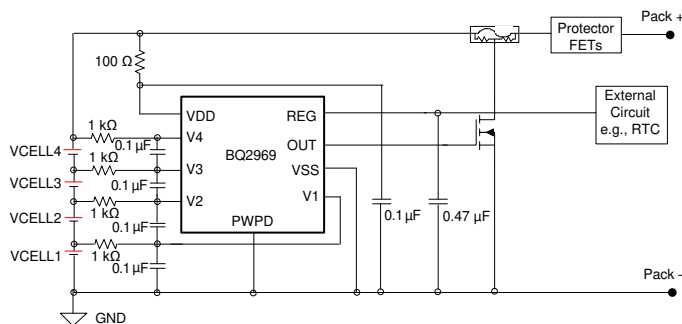 Pack +
Protector
FETs
100 Ω
VDD
REG
External
Circuit
e.g., RTC
1 kΩ
V4
0.1 µF
OUT
VCELL4
1 kΩ
BQ2969
V3
VSS
VCELL3
1 kΩ
0.1 µF
V2
V1
0.1 µF
0.47 µF
VCELL2
0.1 µF
PWPD
VCELL1
1 kΩ
0.1 µF
Pack –
GND